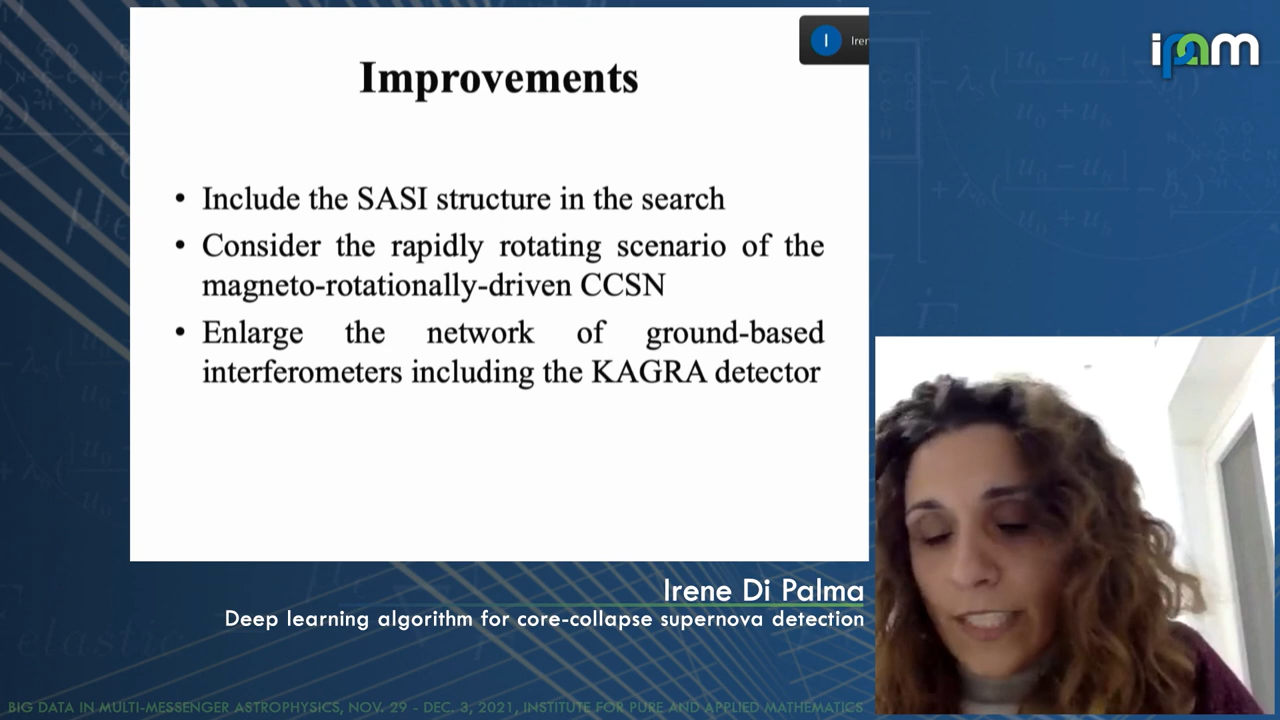 I Iren
ipam
Improvements
• Include the SASI structure in the search
• Consider the rapidly rotating scenario of the
magneto-rotationally-driven CCSN
• Enlarge the network of ground-based
interferometers including the KAGRA detector
Irene Di Palma
Deep learning algorithm for core-collapse supernova detection
BIG DATA IN MULTI-MESSENGER ASTROPHYSICS, NOV. 29 - DEC. 3, 2021, INSTITUTE FOR PURE AND APPLIED MATHEMATICS